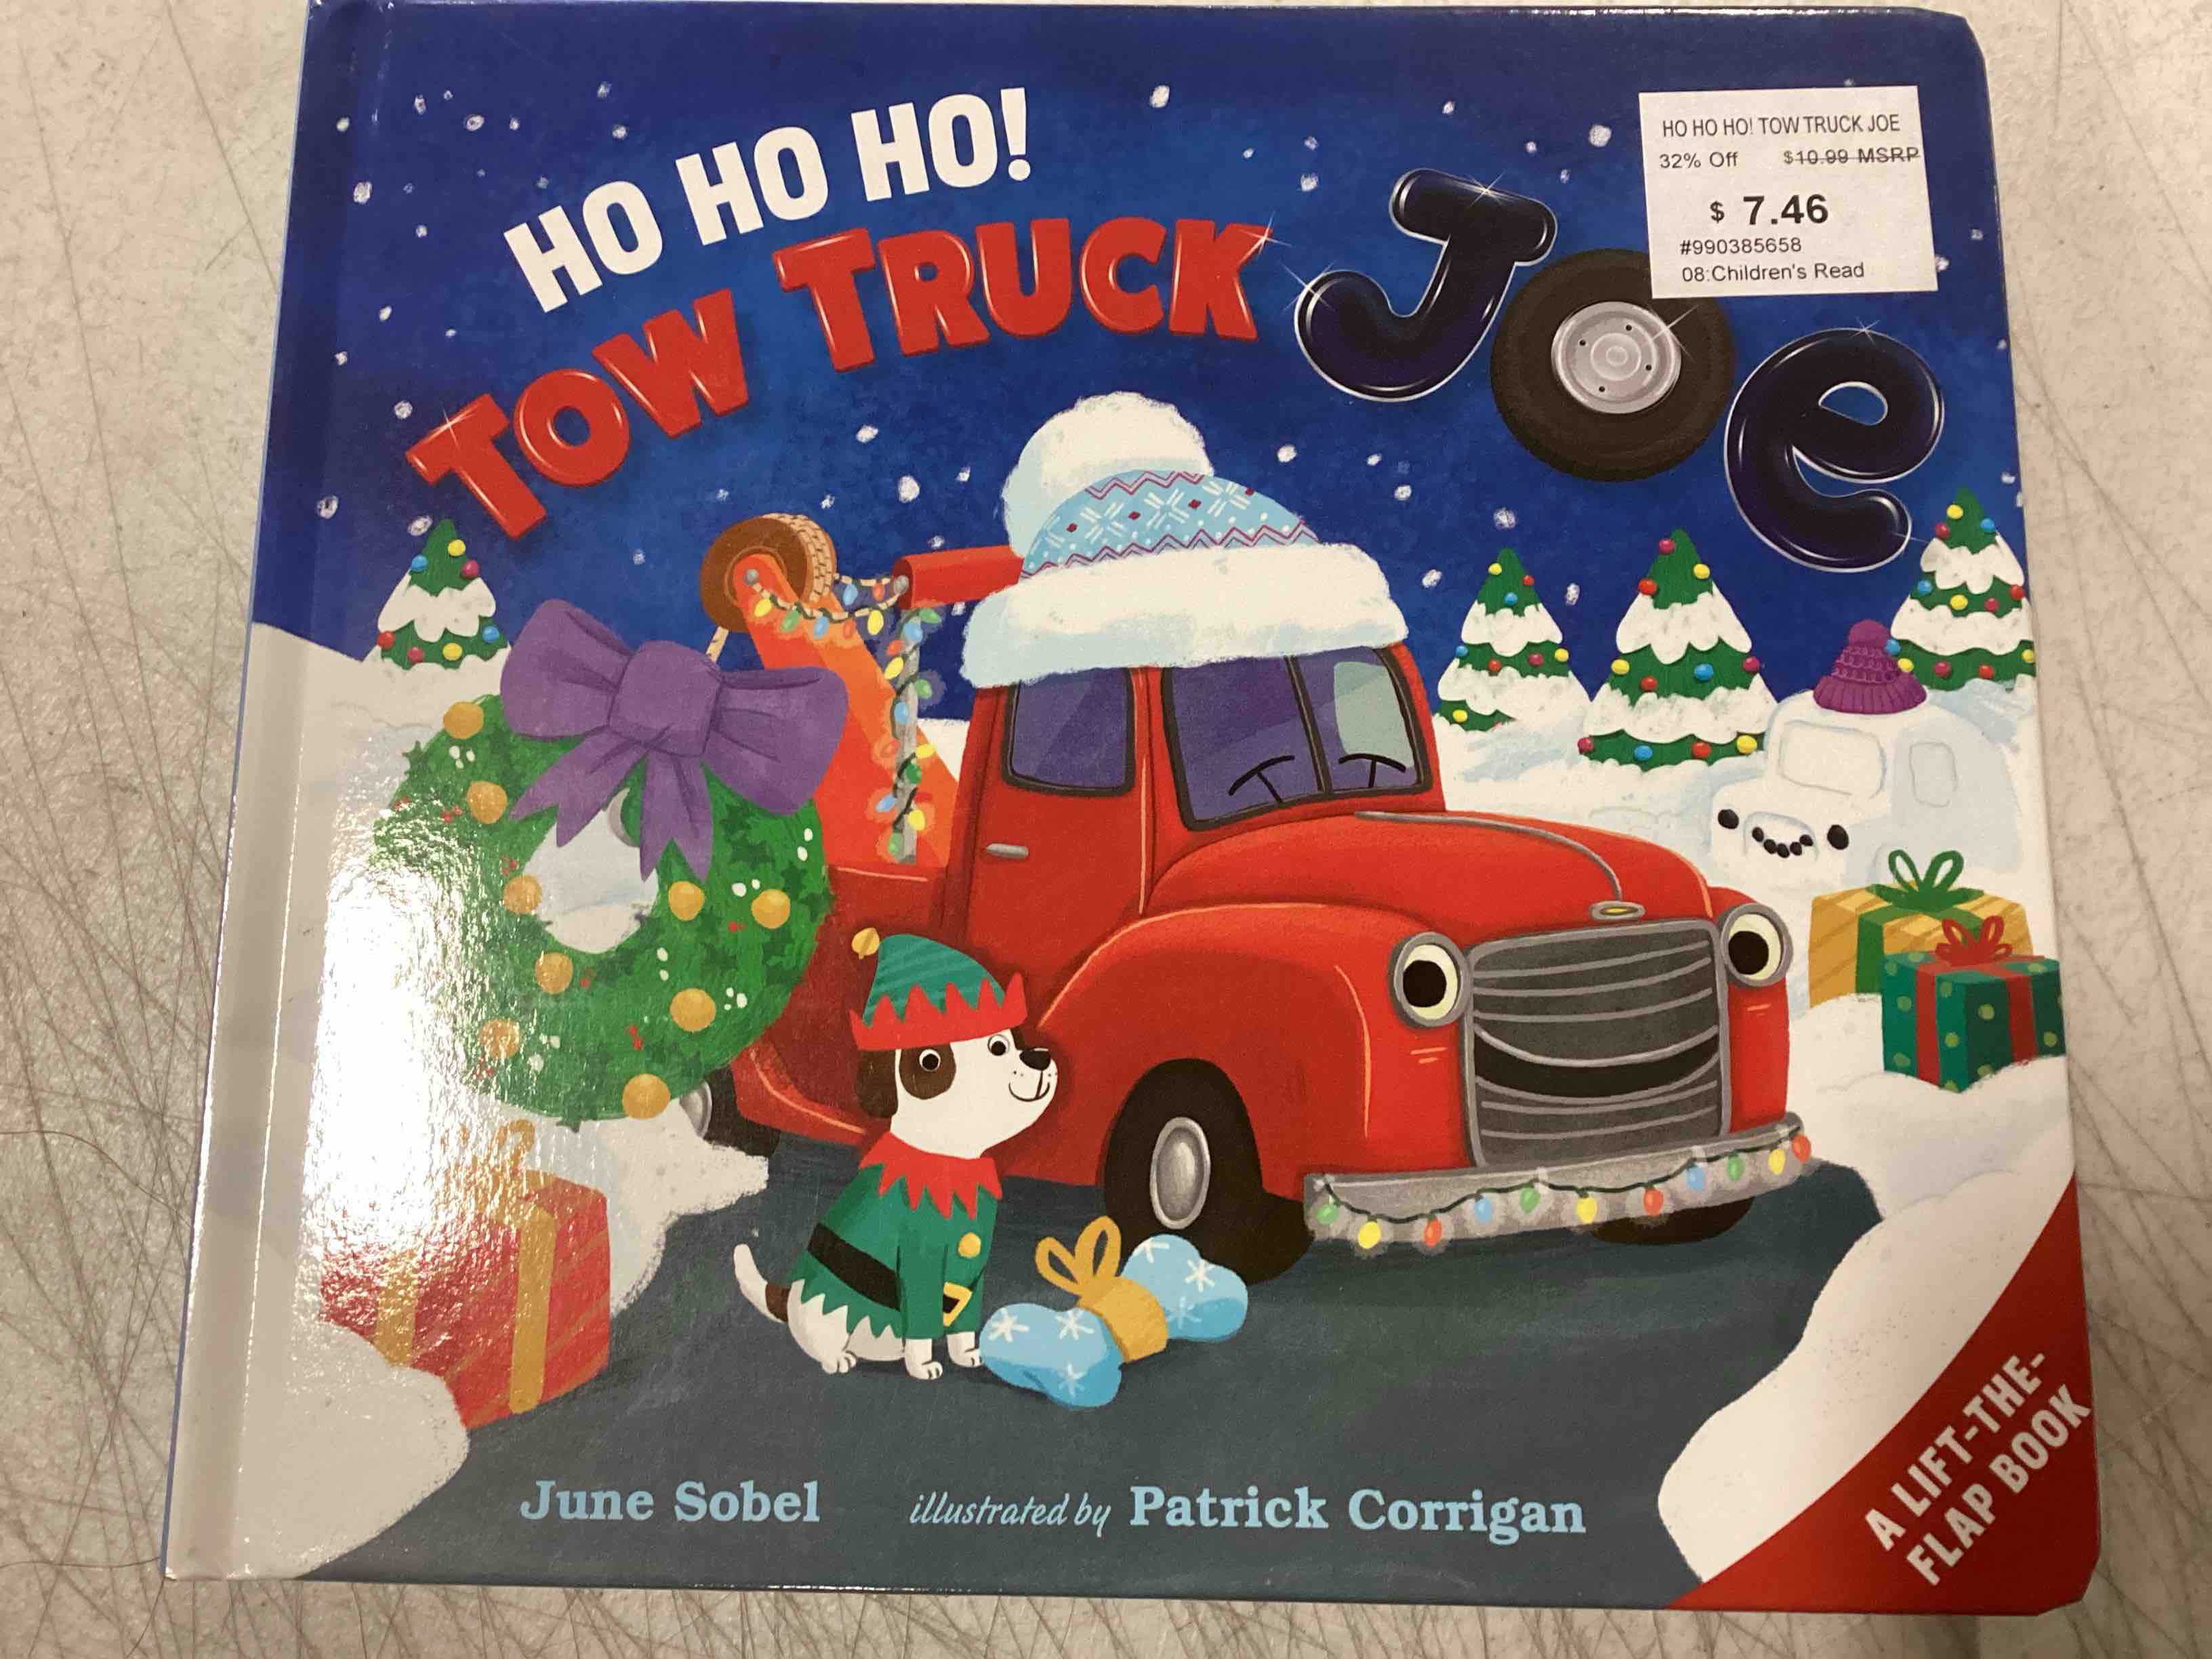 HO HO HO!
TOW TRUCK JOe
HO HO HO! TOW TRUCK JOE
32% Off $10.99 MSRP
$ 7.46
#990385658
08:Children's Read
June Sobel illustrated by Patrick Corrigan
A LIFT-THE-
FLAP BOOK